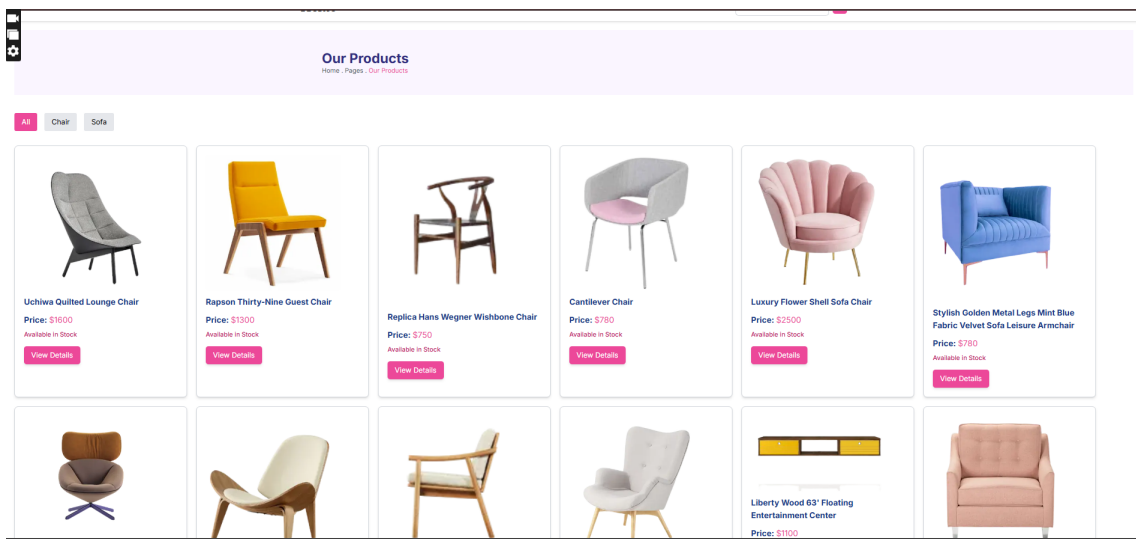 Our Products
Home . Pages . Our Products
All
Chair
Sofa
Uchiwa Quilted Lounge Chair
Price: $1600
Available in Stock
View Details
Rapson Thirty-Nine Guest Chair
Price: $1300
Available in Stock
View Details
Replica Hans Wegner Wishbone Chair
Price: $750
Available in Stock
View Details
Cantilever Chair
Price: $780
Available in Stock
View Details
Luxury Flower Shell Sofa Chair
Price: $2500
Available in Stock
View Details
Stylish Golden Metal Legs Mint Blue
Fabric Velvet Sofa Leisure Armchair
Price: $780
Available in Stock
View Details
Liberty Wood 63' Floating
Entertainment Center
Price: $1100